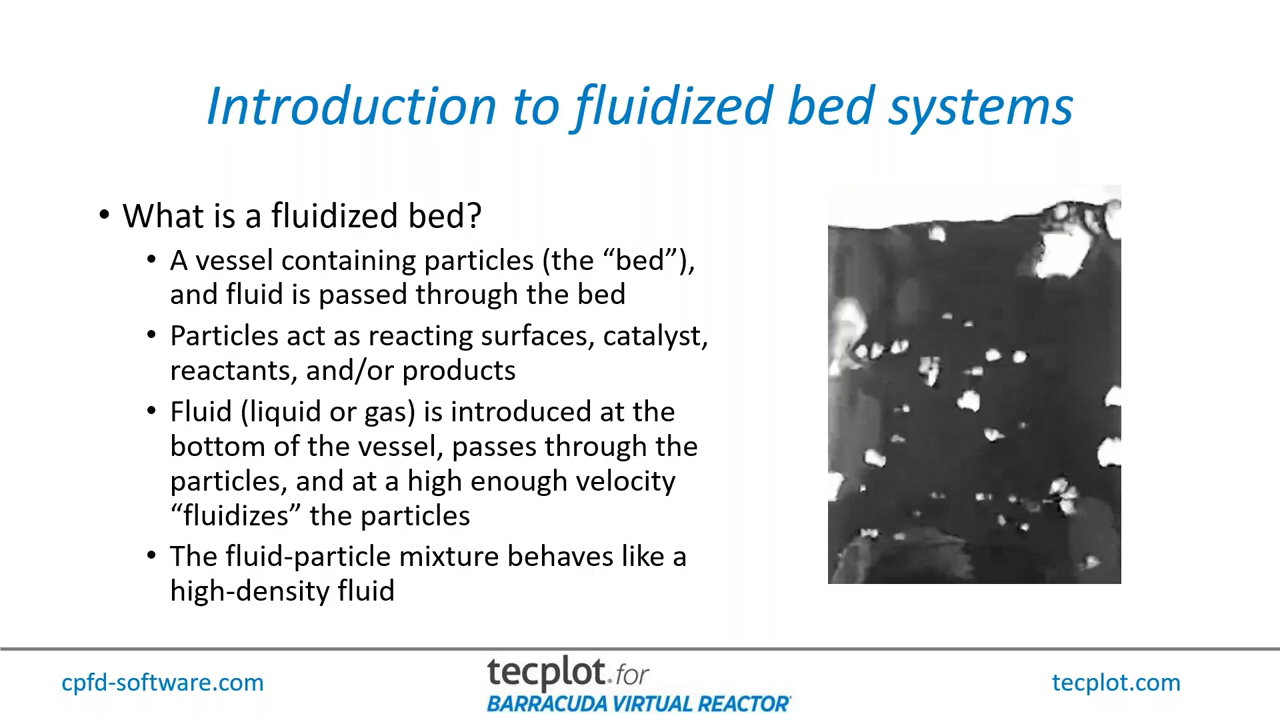 Introduction to fluidized bed systems
• What is a fluidized bed?
• A vessel containing particles (the “bed”),
and fluid is passed through the bed
• Particles act as reacting surfaces, catalyst,
reactants, and/or products
• Fluid (liquid or gas) is introduced at the
bottom of the vessel, passes through the
particles, and at a high enough velocity
“fluidizes” the particles
• The fluid-particle mixture behaves like a
high-density fluid
cpfd-software.com
tecplot.for
BARRACUDA VIRTUAL REACTOR
tecplot.com